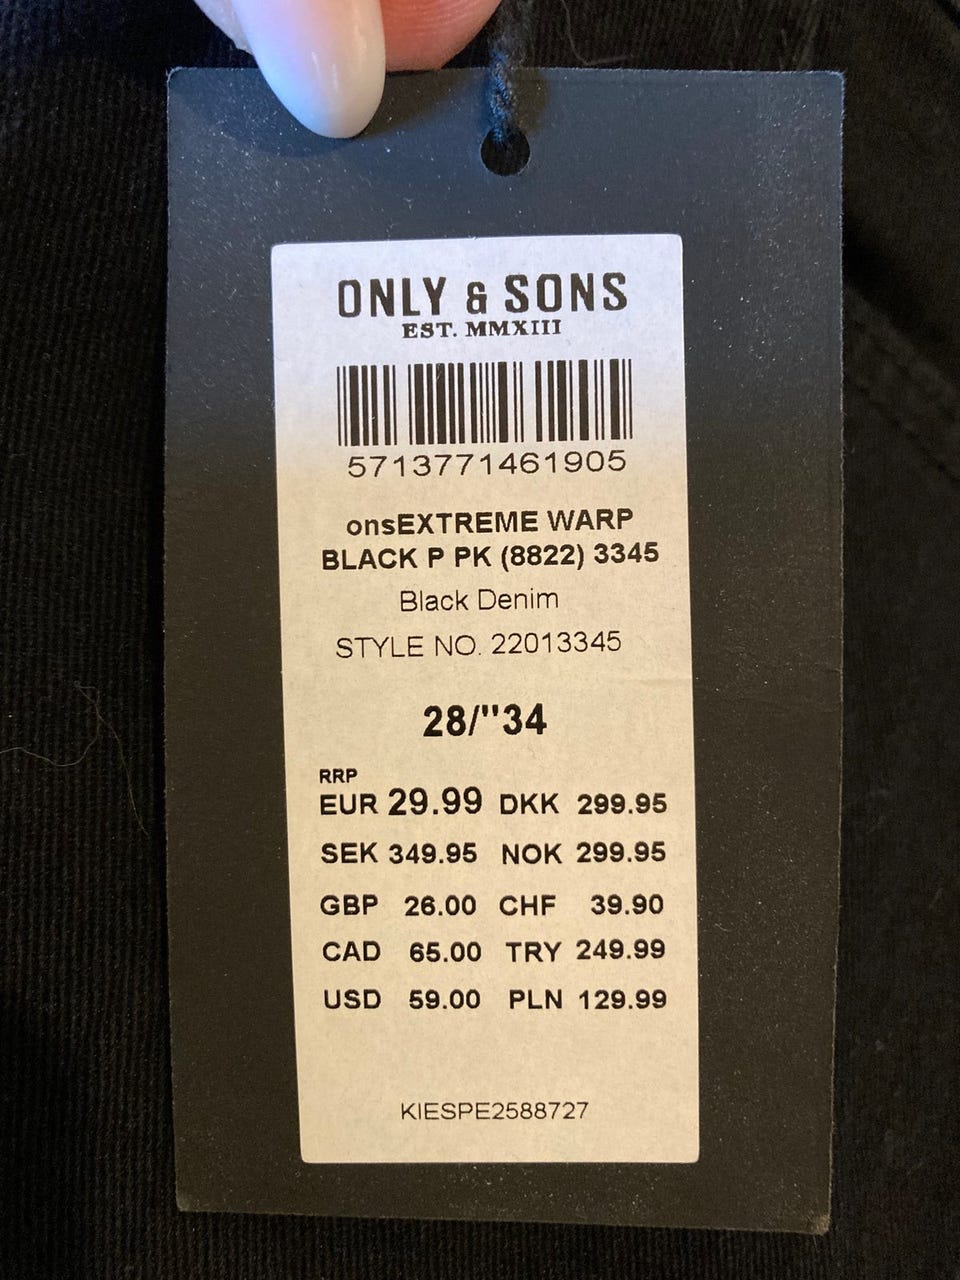 ONLY & SONS
EST. MMXIII
5713771461905
onsEXTREME WARP
BLACK P PK (8822) 3345
Black Denim
STYLE NO. 22013345
28/"34
RRP
EUR 29.99 DKK 299.95
SEK 349.95 NOK 299.95
GBP 26.00 CHF 39.90
CAD 65.00 TRY 249.99
USD 59.00 PLN 129.99
KIESPE2588727